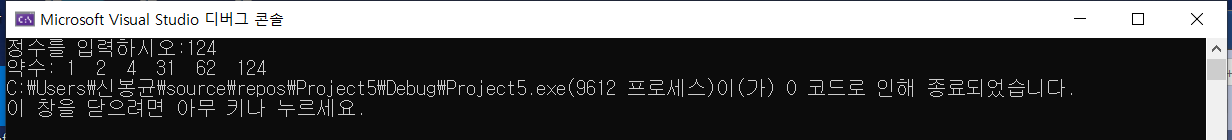 Microsoft Visual Studio 디버그 콘솔
정수를 입력하시오:124
약수: 1  2  4  31  62  124
C:₩Users₩신봉균₩source₩repos₩Project5₩Debug₩Project5.exe(9612 프로세스)이(가) 0 코드로 인해 종료되었습니다.
이 창을 닫으려면 아무 키나 누르세요.